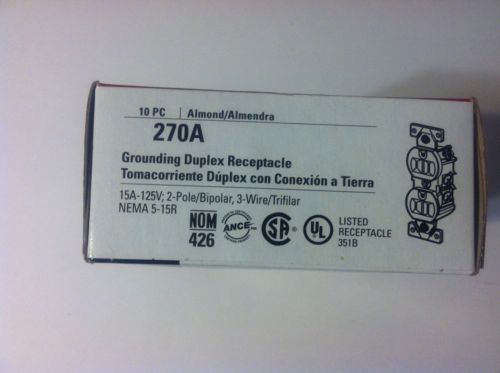 10 PC | Almond/Almendra
270A
Grounding Duplex Receptacle
Tomacorriente Dúplex con Conexión a Tierra
15A-125V; 2-Pole/Bipolar, 3-Wire/Trifilar
NEMA 5-15R
NOM
426
ANCE
SA
UL
LISTED
RECEPTACLE
351B